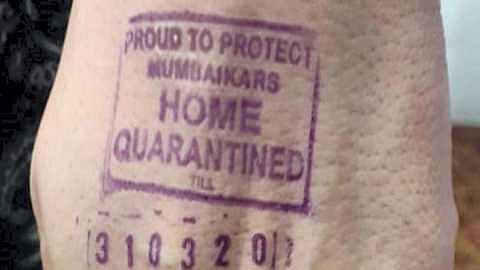 PROUD TO PROTECT
MUMBAIKARS
HOME
QUARANTINED
TILL
310320